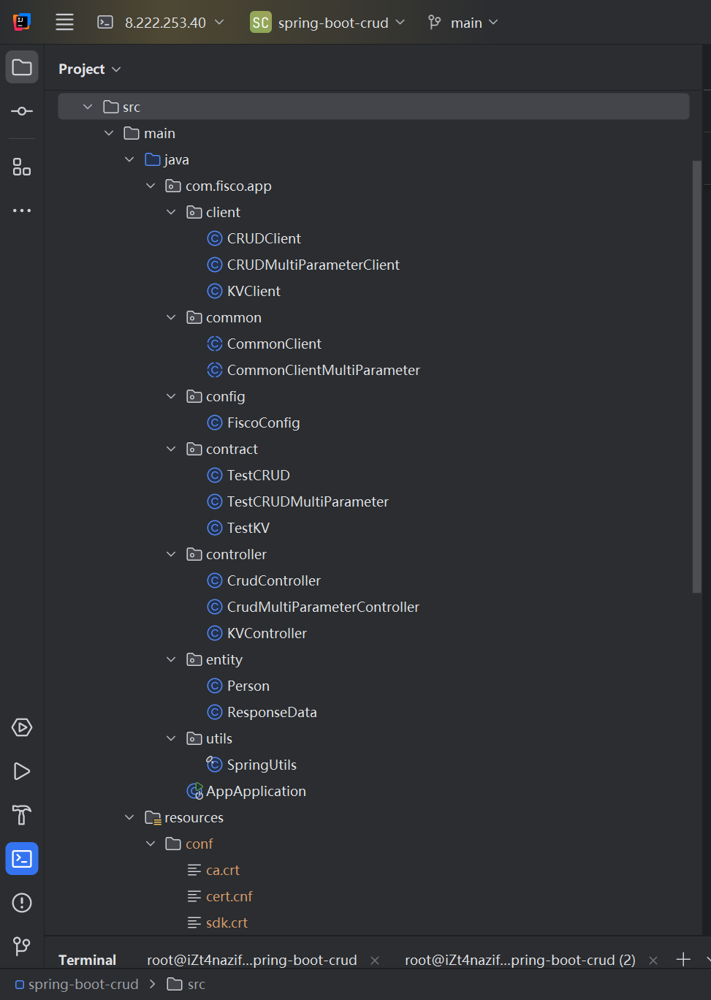 8.222.253.40 SC spring-boot-crud main
Project
src
main
java
com.fisco.app
client
CRUDClient
CRUDMultiParameterClient
KVClient
common
CommonClient
CommonClientMultiParameter
config
FiscoConfig
contract
TestCRUD
TestCRUDMultiParameter
TestKV
controller
CrudController
CrudMultiParameterController
KVController
entity
Person
ResponseData
utils
SpringUtils
AppApplication
resources
conf
ca.crt
cert.cnf
sdk.crt
Terminal root@iZt4nazif...pring-boot-crud root@iZt4nazif...pring-boot-crud (2)
spring-boot-crud > src